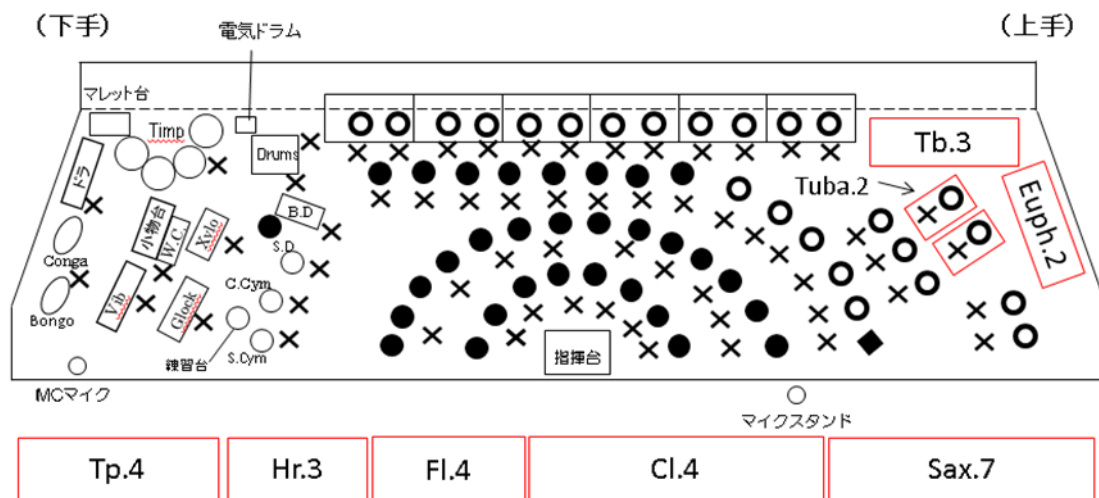 (下手)
電気ドラム
(上手)
マレット台
Timp
Drums
Tb.3
Tuba.2
Euph.2
ドラ
小物台
W.C.
Xylo
B.D
S.D
Conga
C.Cym
Vib
Glock
Bongo
練習台
S.Cym
指揮台
MCマイク
マイクスタンド
Tp.4
Hr.3
Fl.4
Cl.4
Sax.7